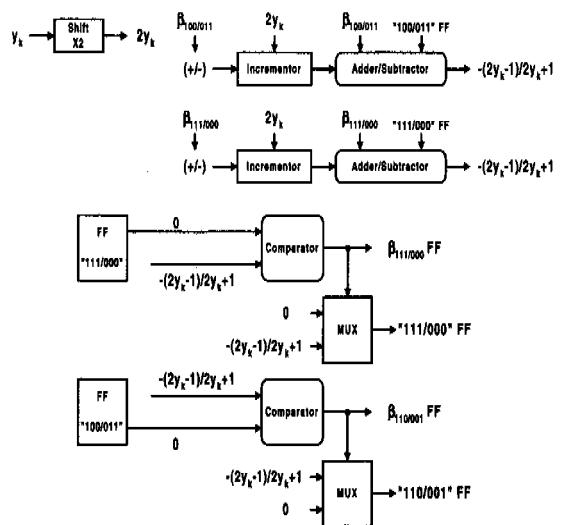 y_k
Shift X2
2y_k
β_100/011
2y_k
β_100/011
"100/011" FF
(+/-)
Incrementor
Adder/Subtractor
-(2y_k-1)/2y_k+1
β_111/000
2y_k
β_111/000
"111/000" FF
(+/-)
Incrementor
Adder/Subtractor
-(2y_k-1)/2y_k+1
FF
"111/000"
0
-(2y_k-1)/2y_k+1
Comparator
β_111/000 FF
0
-(2y_k-1)/2y_k+1
MUX
"111/000" FF
FF
"100/011"
-(2y_k-1)/2y_k+1
0
Comparator
β_110/001 FF
-(2y_k-1)/2y_k+1
0
MUX
"110/001" FF